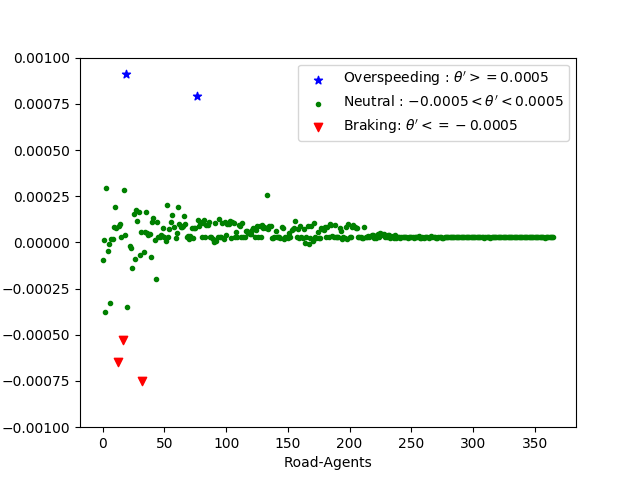 0.00100
0.00075
0.00050
0.00025
0.00000
−0.00025
−0.00050
−0.00075
−0.00100
Overspeeding : θ′ >= 0.0005
Neutral : −0.0005 < θ′ < 0.0005
Braking: θ′ <= −0.0005
0 50 100 150 200 250 300 350
Road-Agents